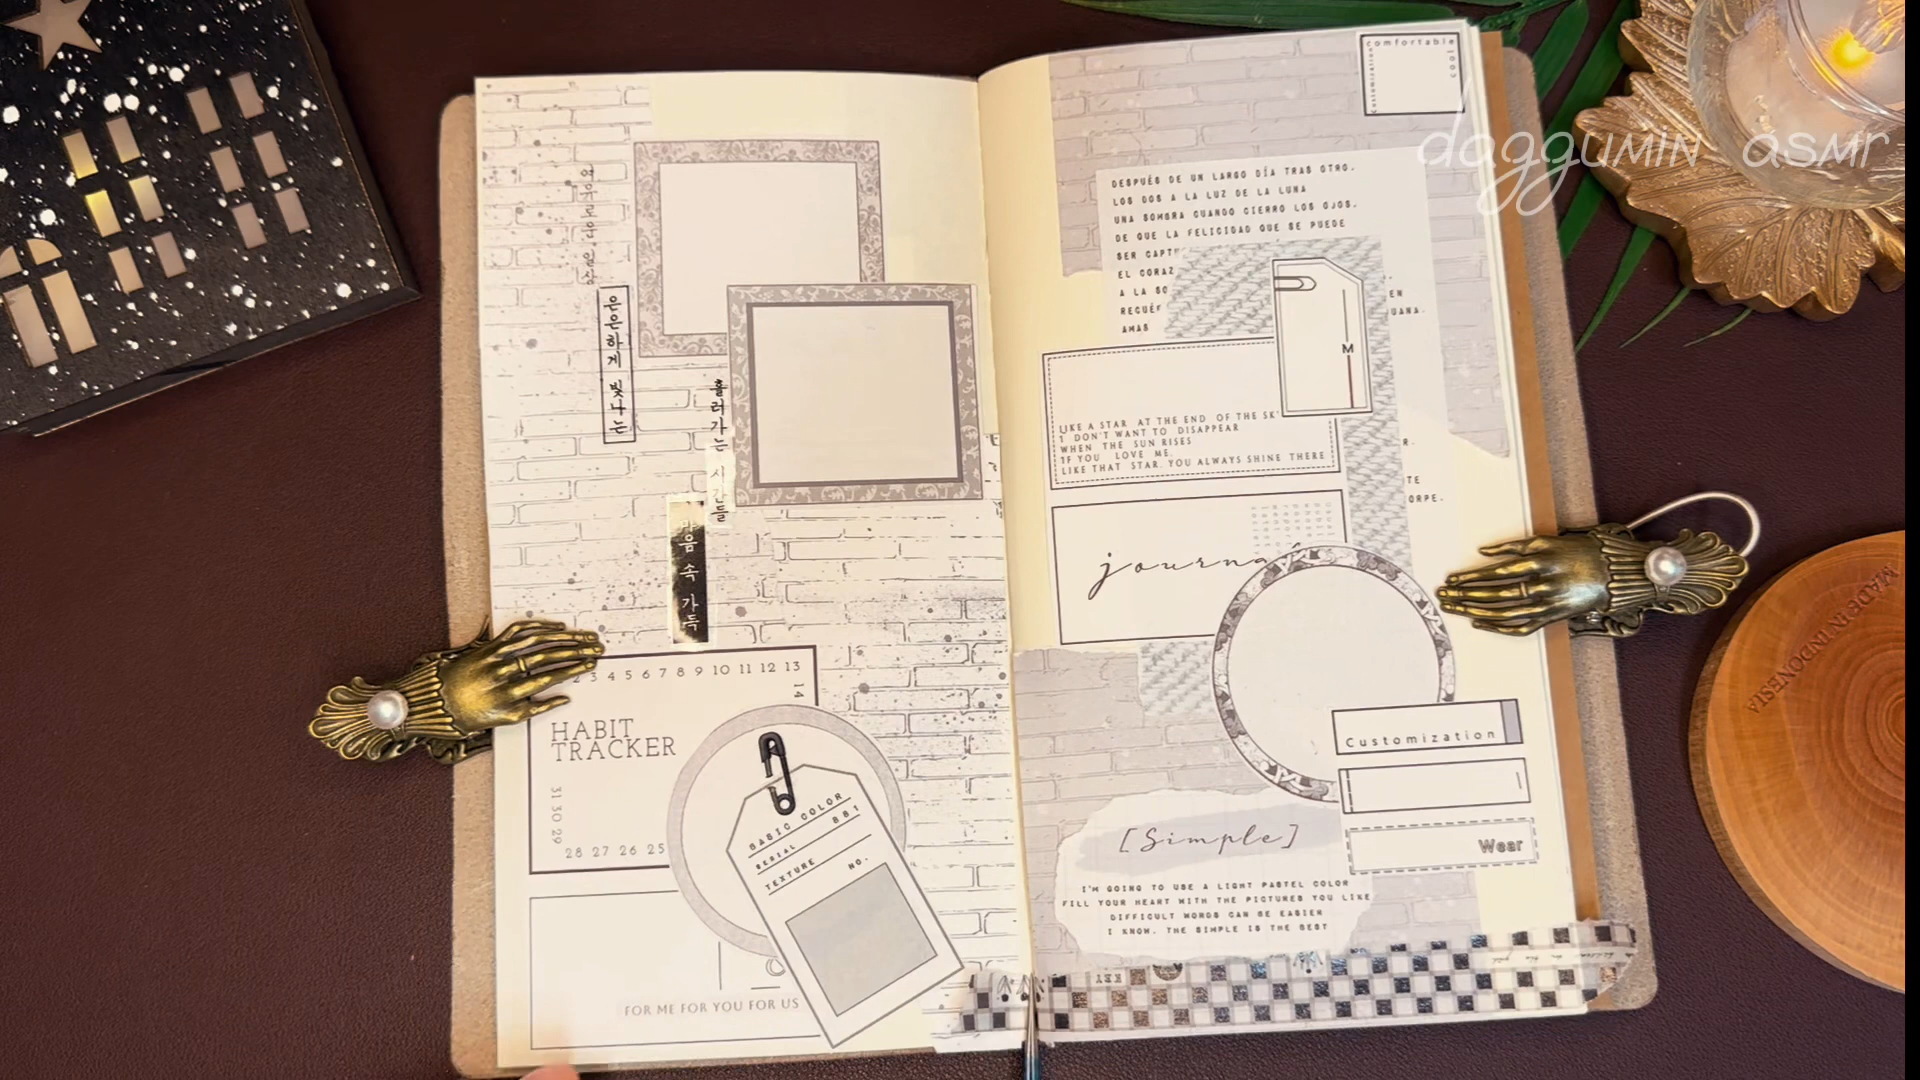 여유로운 일상
은은하게 빛나는
흘러가는 시간들
마음 속 가득
2 3 4 5 6 7 8 9 10 11 12 13
14
HABIT
TRACKER
31 30 29
28 27 26 25
BASIC COLOR
SERIAL 881
TEXTURE NO.
FOR ME FOR YOU FOR US
comfortable
cool
daggumin asmr
DESPUÉS DE UN LARGO DÍA TRAS OTRO,
LOS DOS A LA LUZ DE LA LUNA
UNA SOMBRA CUANDO CIERRO LOS OJOS,
DE QUE LA FELICIDAD QUE SE PUEDE
SER
EL
A LA
EN
AMAS
M
LIKE A STAR AT THE END OF THE
I DON'T WANT TO DISAPPEAR
WHEN THE SUN RISES
IF YOU LOVE ME.
LIKE THAT STAR. YOU ALWAYS SHINE THERE
Customization
Wear
[Simple]
I'M GOING TO USE A LIGHT PASTEL COLOR
FILL YOUR HEART WITH THE PICTURES YOU LIKE
DIFFICULT WORDS CAN BE EASIER
I KNOW. THE SIMPLE IS THE BEST
MADE IN INDONESIA